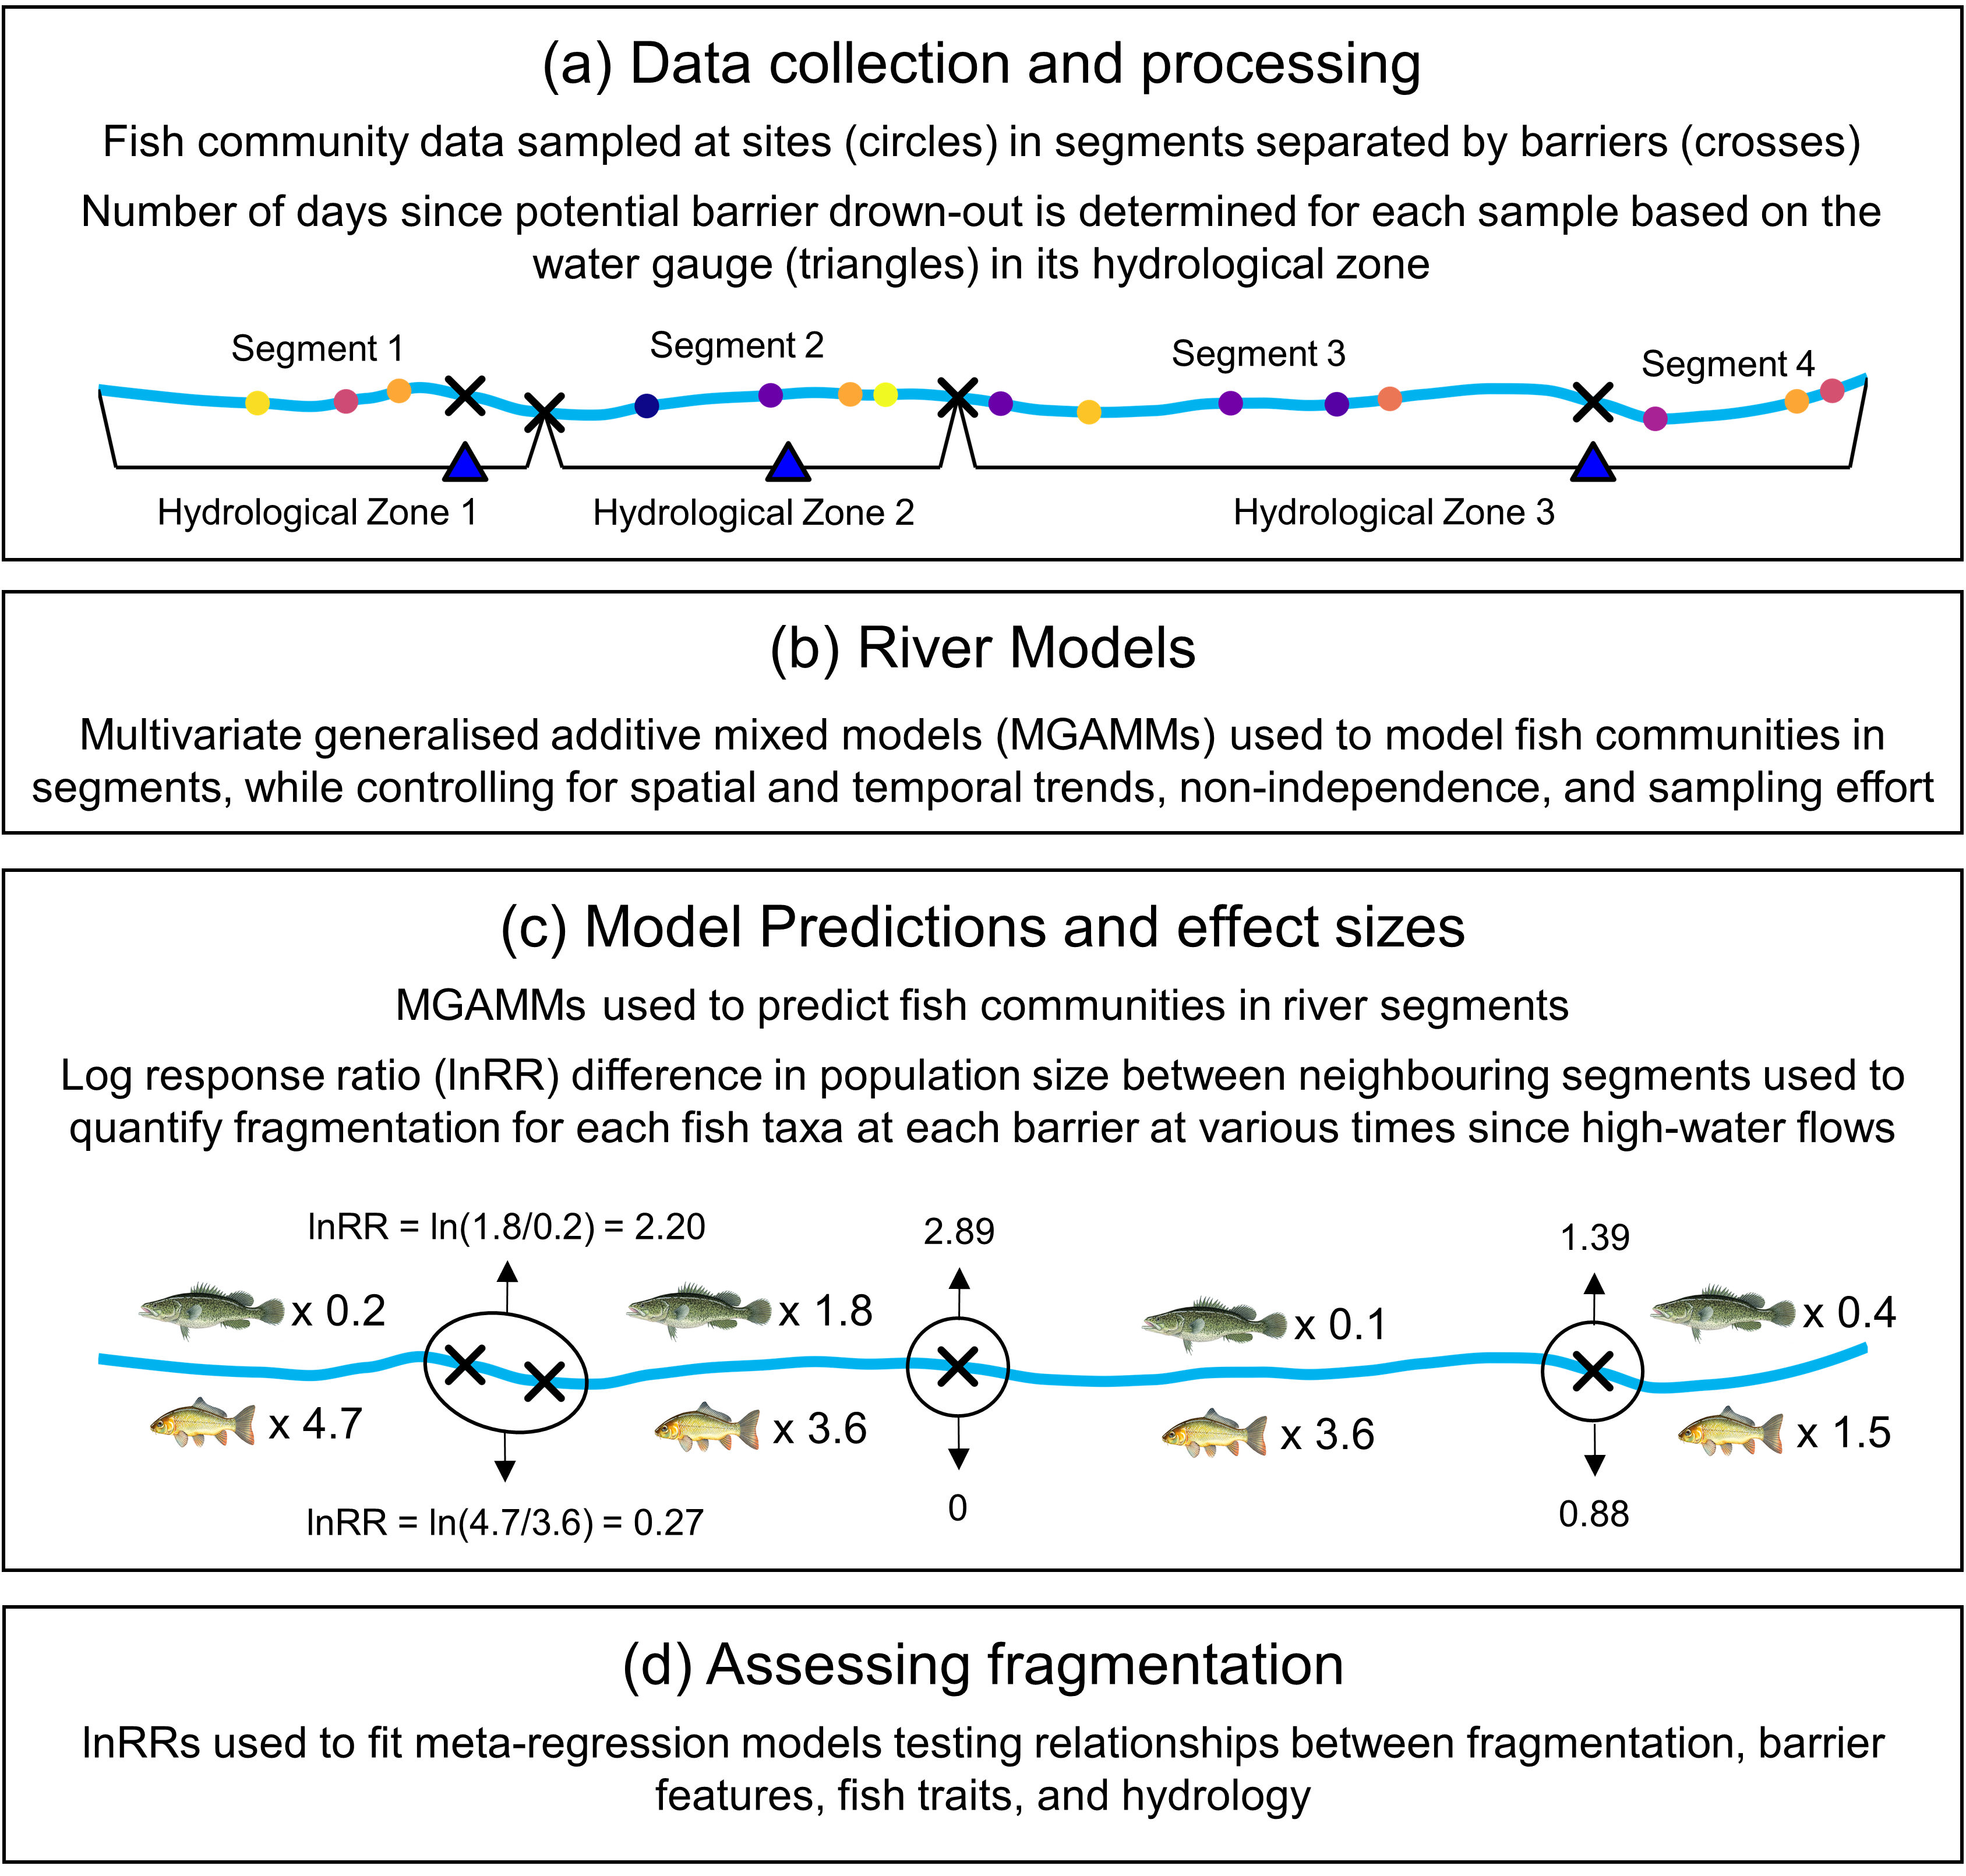 (a) Data collection and processing
Fish community data sampled at sites (circles) in segments separated by barriers (crosses)
Number of days since potential barrier drown-out is determined for each sample based on the
water gauge (triangles) in its hydrological zone
Segment 1
Segment 2
Segment 3
Segment 4
Hydrological Zone 1
Hydrological Zone 2
Hydrological Zone 3
(b) River Models
Multivariate generalised additive mixed models (MGAMMs) used to model fish communities in
segments, while controlling for spatial and temporal trends, non-independence, and sampling effort
(c) Model Predictions and effect sizes
MGAMMs used to predict fish communities in river segments
Log response ratio (lnRR) difference in population size between neighbouring segments used to
quantify fragmentation for each fish taxa at each barrier at various times since high-water flows
lnRR = ln(1.8/0.2) = 2.20
2.89
1.39
x 0.2
x 1.8
x 0.1
x 0.4
x 4.7
x 3.6
x 3.6
x 1.5
lnRR = ln(4.7/3.6) = 0.27
0
0.88
(d) Assessing fragmentation
lnRRs used to fit meta-regression models testing relationships between fragmentation, barrier
features, fish traits, and hydrology